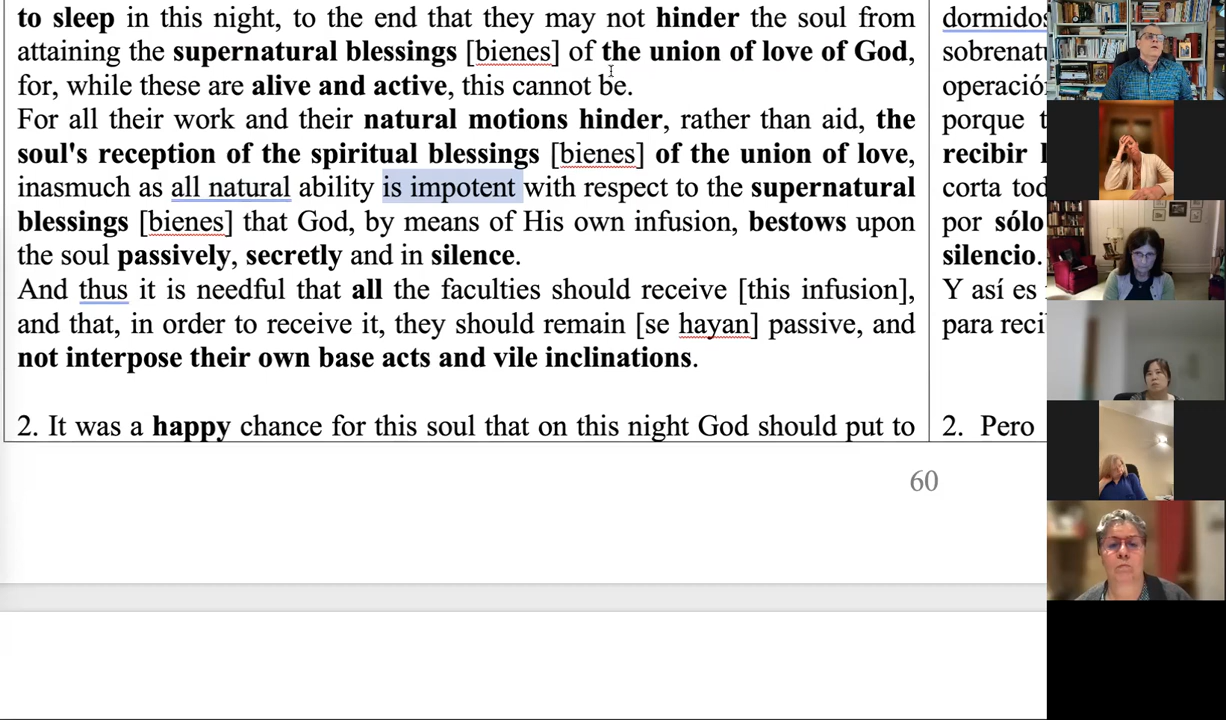 to sleep in this night, to the end that they may not hinder the soul from
attaining the supernatural blessings [bienes] of the union of love of God,
for, while these are alive and active, this cannot be.
For all their work and their natural motions hinder, rather than aid, the
soul's reception of the spiritual blessings [bienes] of the union of love,
inasmuch as all natural ability is impotent with respect to the supernatural
blessings [bienes] that God, by means of His own infusion, bestows upon
the soul passively, secretly and in silence.
And thus it is needful that all the faculties should receive [this infusion],
and that, in order to receive it, they should remain [se hayan] passive, and
not interpose their own base acts and vile inclinations.
2. It was a happy chance for this soul that on this night God should put to
dormidos
sobrenat
operació
porque
recibir
corta tod
por sólo
silencio.
Y así es
para reci
2. Pero
60